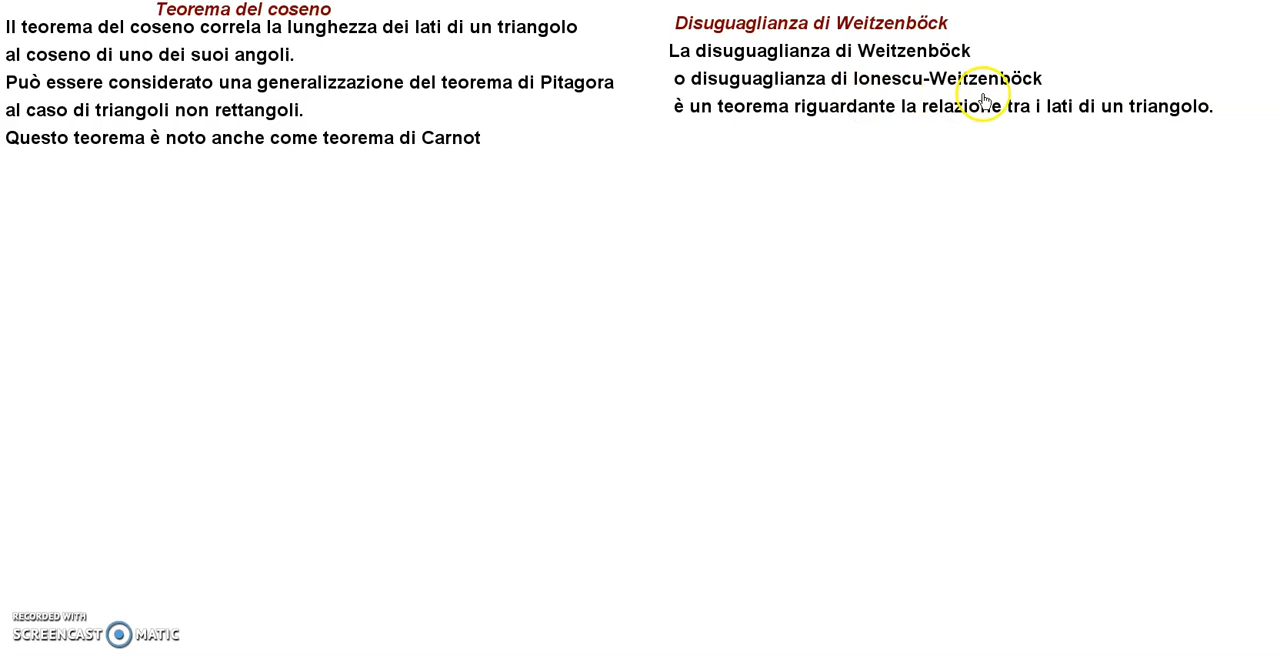 Teorema del coseno
Il teorema del coseno correla la lunghezza dei lati di un triangolo
al coseno di uno dei suoi angoli.
Può essere considerato una generalizzazione del teorema di Pitagora
al caso di triangoli non rettangoli.
Questo teorema è noto anche come teorema di Carnot
Disuguaglianza di Weitzenböck
La disuguaglianza di Weitzenböck
o disuguaglianza di Ionescu-Weitzenböck
è un teorema riguardante la relazione tra i lati di un triangolo.
RECORDED WITH
SCREENCAST MATIC